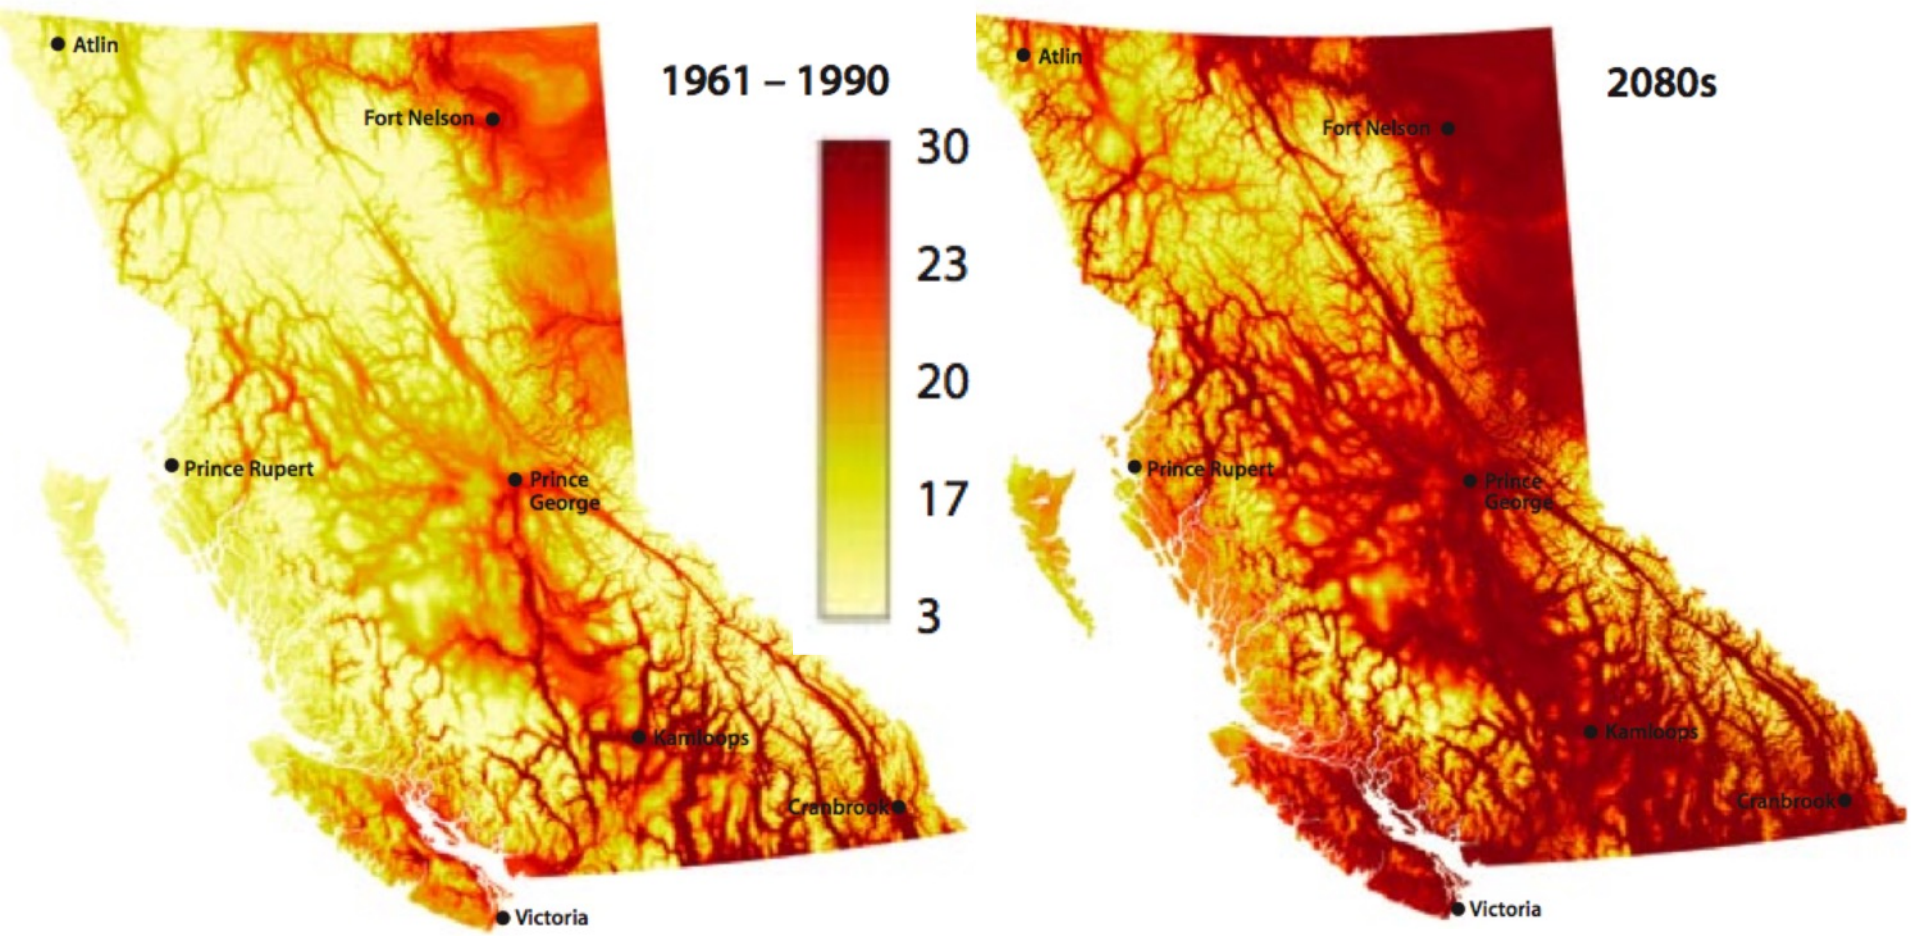 1961 – 1990
30
23
20
17
3
Atlin
Fort Nelson
Prince Rupert
Prince
George
Kamloops
Cranbrook
Victoria
2080s
Atlin
Fort Nelson
Prince Rupert
Prince
George
Kamloops
Cranbrook
Victoria